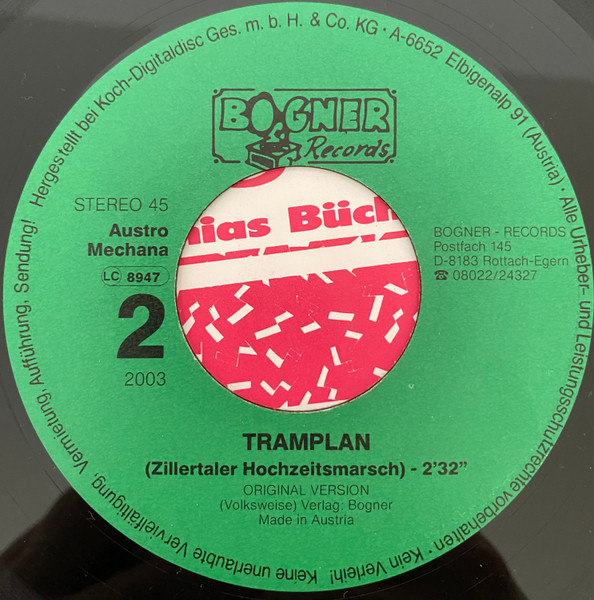 Hergestellt bei Koch-Digitaldisc Ges. m. b. H. & Co. KG · A-6652 Elbigenalp 91 (Austria) · Alle Urheber- und Leistungsschutzrechte vorbehalten · Kein Verleih! Keine unerlaubte Vervielfältigung, Vermietung, Aufführung, Sendung!
BOGNER
Records
STEREO 45
Austro
Mechana
LC 8947
2
2003
ias Büch
BOGNER - RECORDS
Postfach 145
D-8183 Rottach-Egern
☎ 08022/24327
TRAMPLAN
(Zillertaler Hochzeitsmarsch) - 2'32"
ORIGINAL VERSION
(Volksweise) Verlag: Bogner
Made in Austria